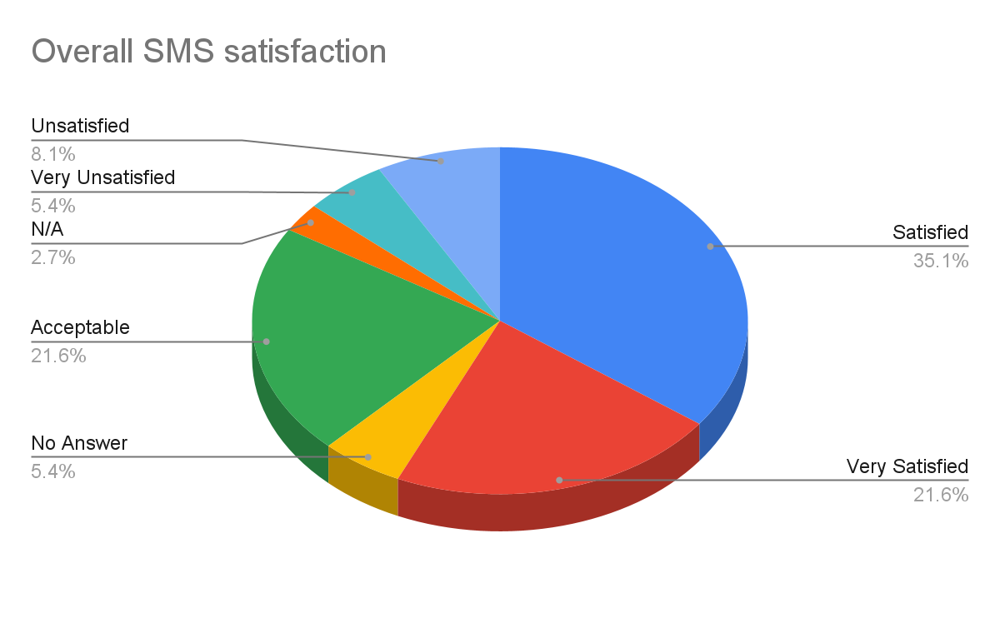 Overall SMS satisfaction
Unsatisfied
8.1%
Very Unsatisfied
5.4%
N/A
2.7%
Acceptable
21.6%
No Answer
5.4%
Satisfied
35.1%
Very Satisfied
21.6%